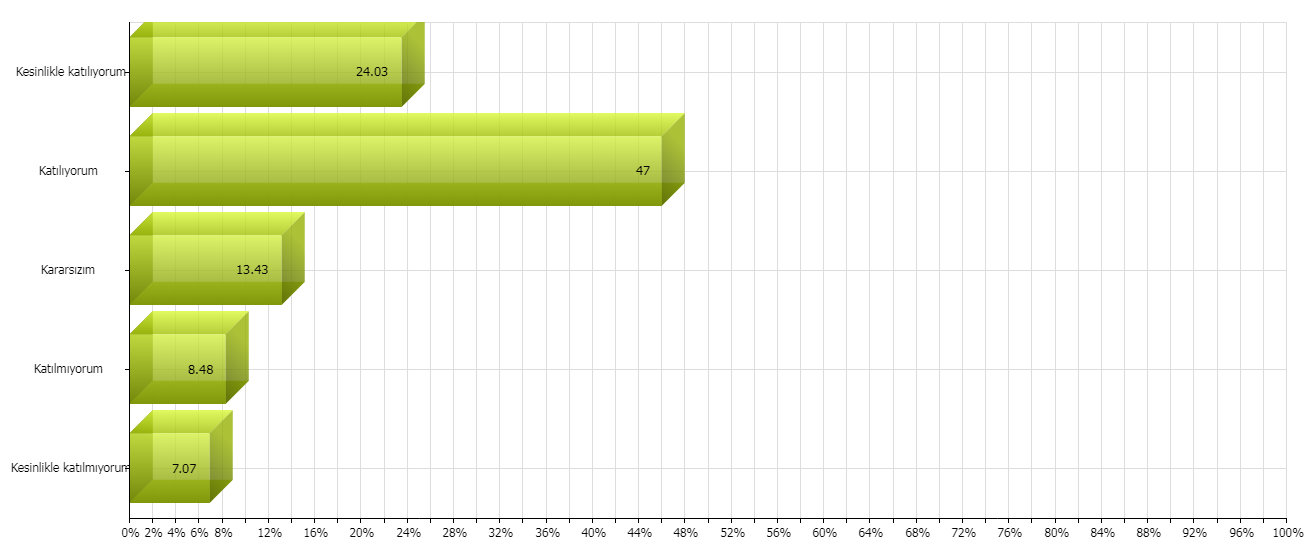 Kesinlikle katılıyorum
24.03
Katılıyorum
47
Kararsızım
13.43
Katılmıyorum
8.48
Kesinlikle katılmıyorum
7.07
0% 2% 4% 6% 8% 12% 16% 20% 24% 28% 32% 36% 40% 44% 48% 52% 56% 60% 64% 68% 72% 76% 80% 84% 88% 92% 96% 100%